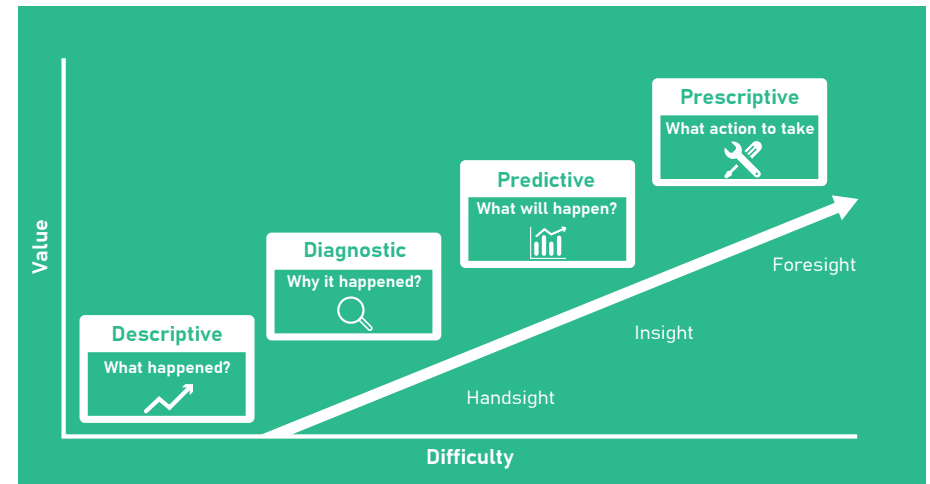 Prescriptive
What action to take
Predictive
What will happen?
Diagnostic
Why it happened?
Descriptive
What happened?
Value
Foresight
Insight
Handsight
Difficulty